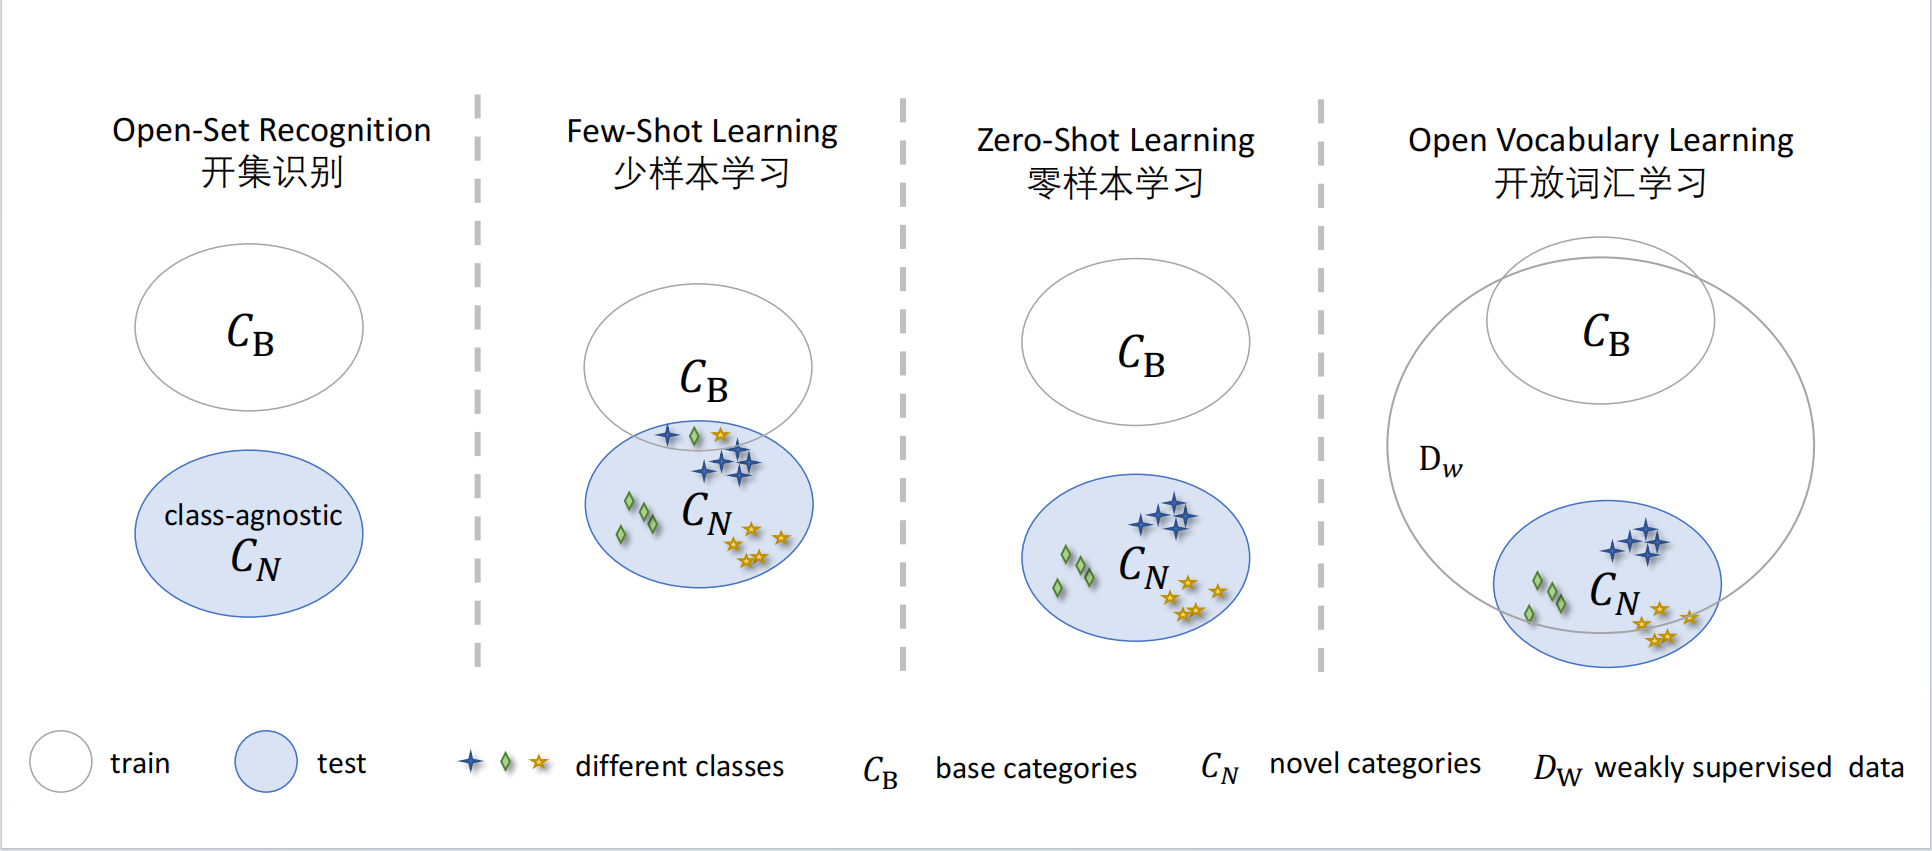 Open-Set Recognition
开集识别
C_B
class-agnostic
C_N
Few-Shot Learning
少样本学习
C_B
C_N
Zero-Shot Learning
零样本学习
C_B
C_N
Open Vocabulary Learning
开放词汇学习
C_B
D_w
C_N
train
test
different classes
C_B base categories
C_N novel categories
D_W weakly supervised data